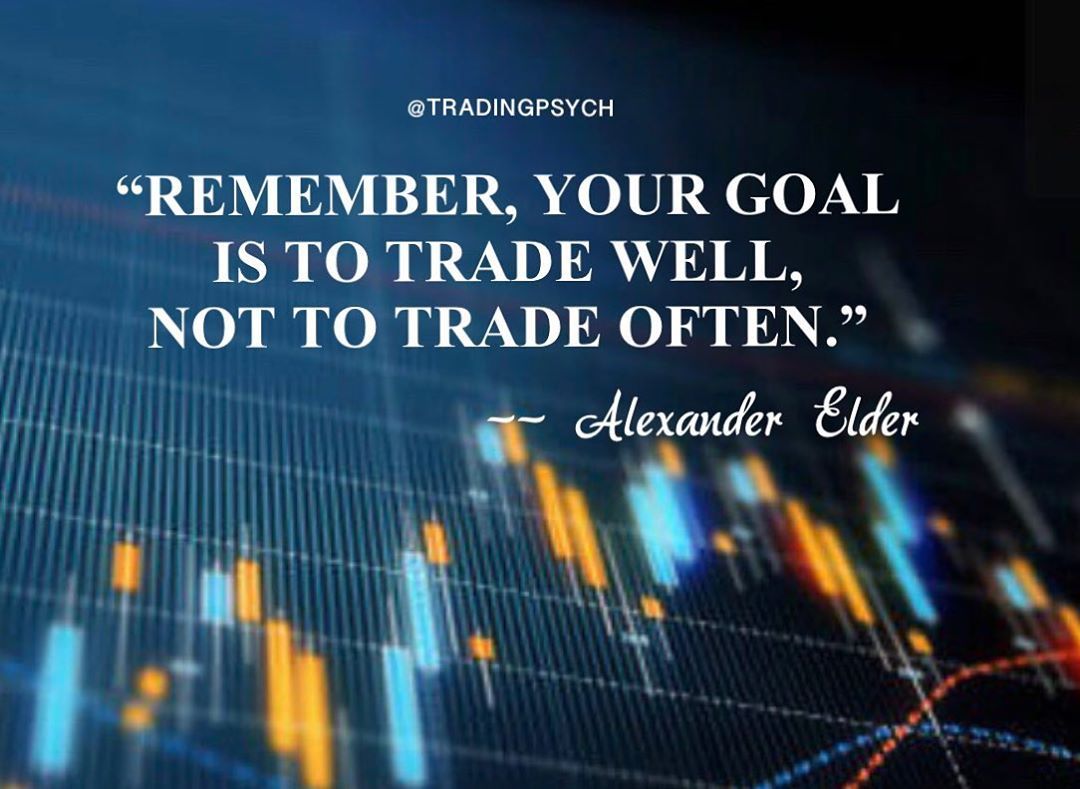 @TRADINGPSYCH
“REMEMBER, YOUR GOAL
IS TO TRADE WELL,
NOT TO TRADE OFTEN.”
~~ Alexander Elder